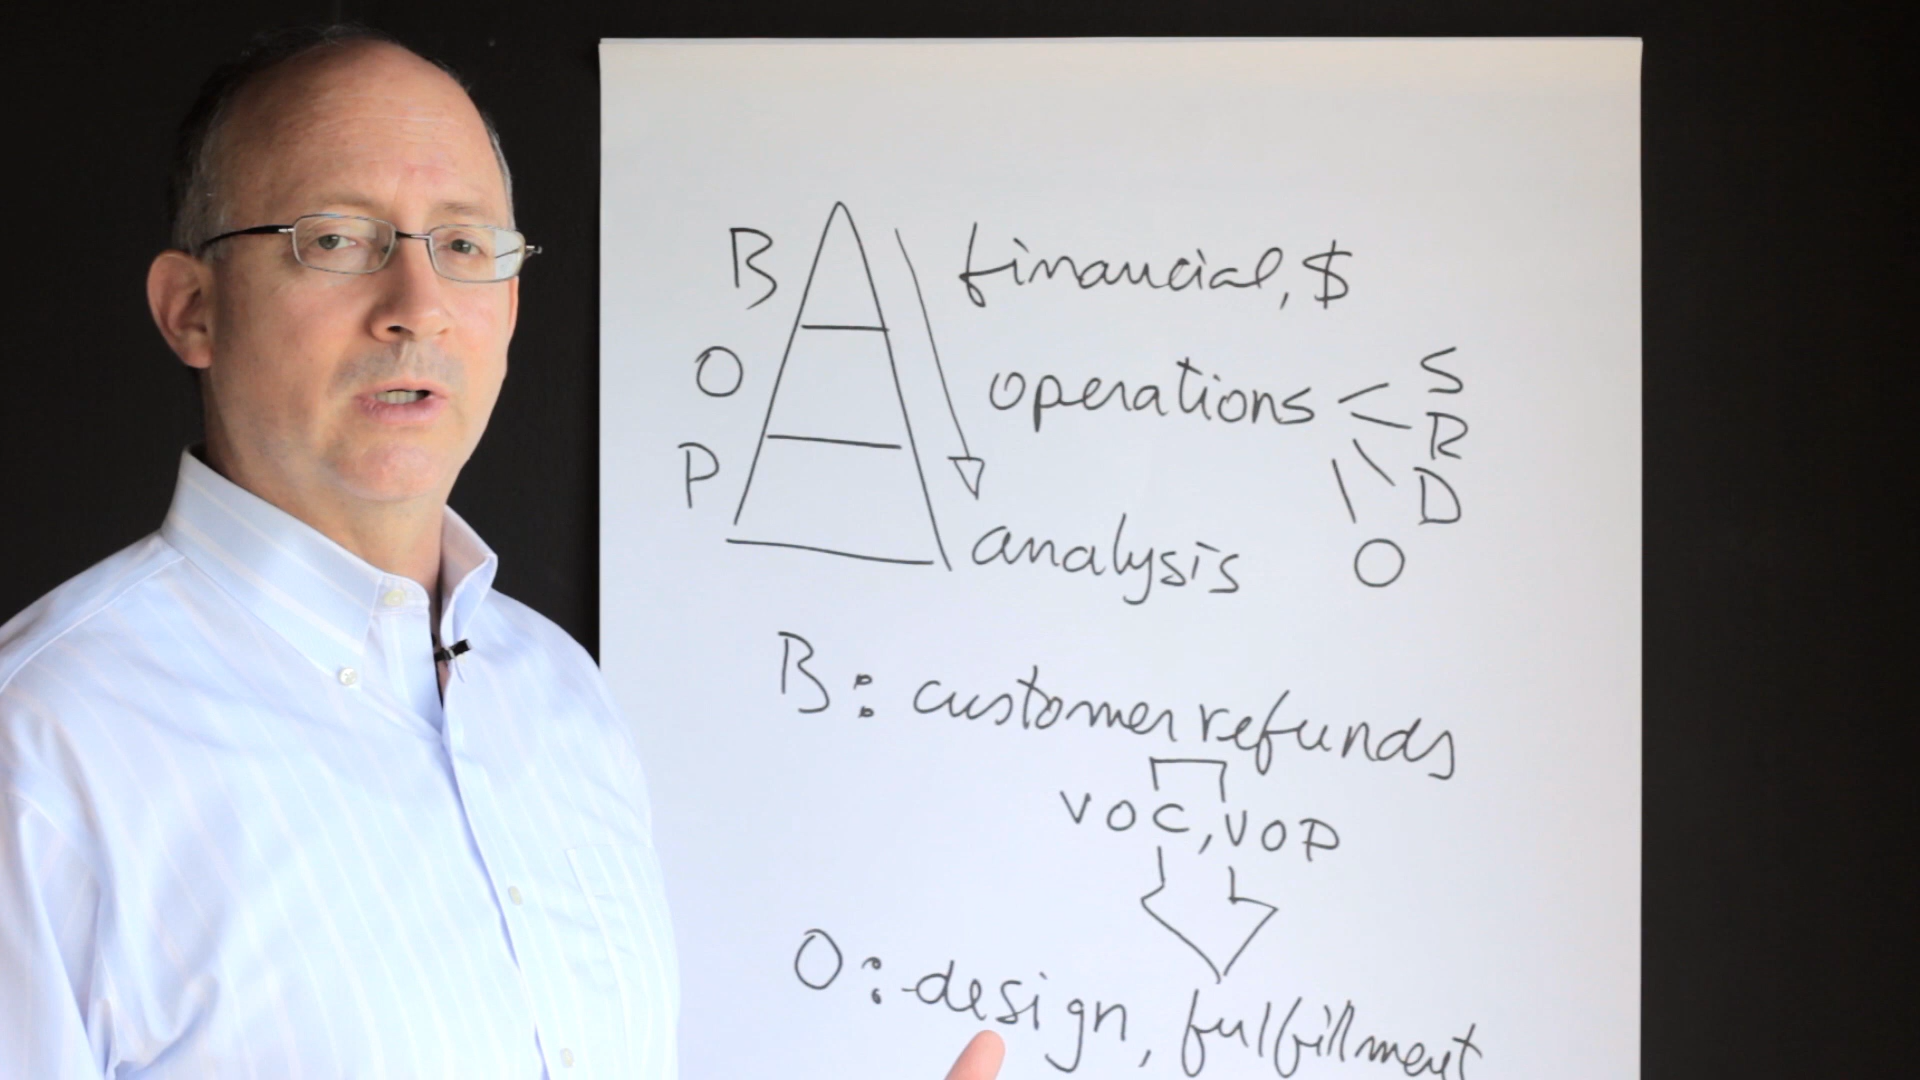 B financial, $
O operations S
R
D
P O
analysis
B: customer refunds
VOC, VOP
O: design, fulfillment